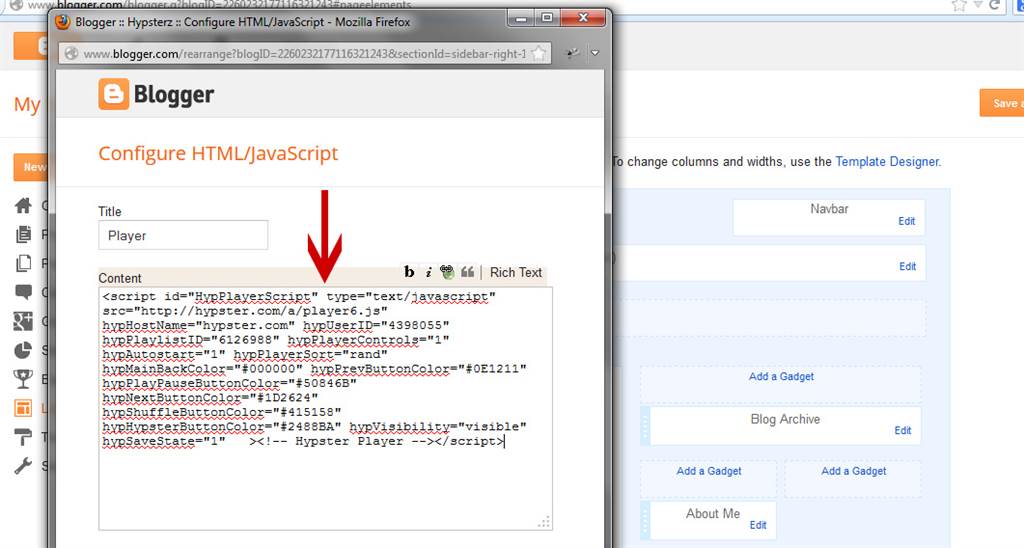 www.blogger.com/blogger.g?blogID=2260232177116321243#pageelements
Blogger :: Hypsterz :: Configure HTML/JavaScript - Mozilla Firefox
www.blogger.com/rearrange?blogID=2260232177116321243&sectionId=sidebar-right-1
Blogger
My
Save a
Configure HTML/JavaScript
New
To change columns and widths, use the Template Designer.
Title
Player
Navbar
Edit
Edit
Content
b i Rich Text
<script id="HypPlayerScript" type="text/javascript"
src="http://hypster.com/a/player6.js"
hypHostName="hypster.com" hypUserID="4398055"
hypPlaylistID="6126988" hypPlayerControls="1"
hypAutostart="1" hypPlayerSort="rand"
hypMainBackColor="#000000" hypPrevButtonColor="#0E1211"
hypPlayPauseButtonColor="#50846B"
hypNextButtonColor="#1D2624"
hypShuffleButtonColor="#415158"
hypHypsterButtonColor="#2488BA" hypVisibility="visible"
hypSaveState="1"   ><!-- Hypster Player --></script>
Add a Gadget
Blog Archive
Edit
Add a Gadget
Add a Gadget
About Me
Edit